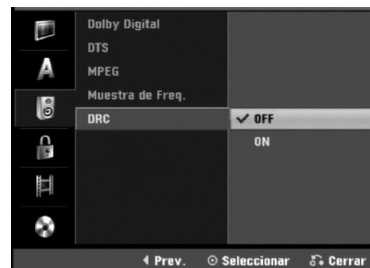 Dolby Digital
DTS
A
MPEG
Muestra de Freq.
DRC
✓ OFF
ON
Prev.
Seleccionar
Cerrar